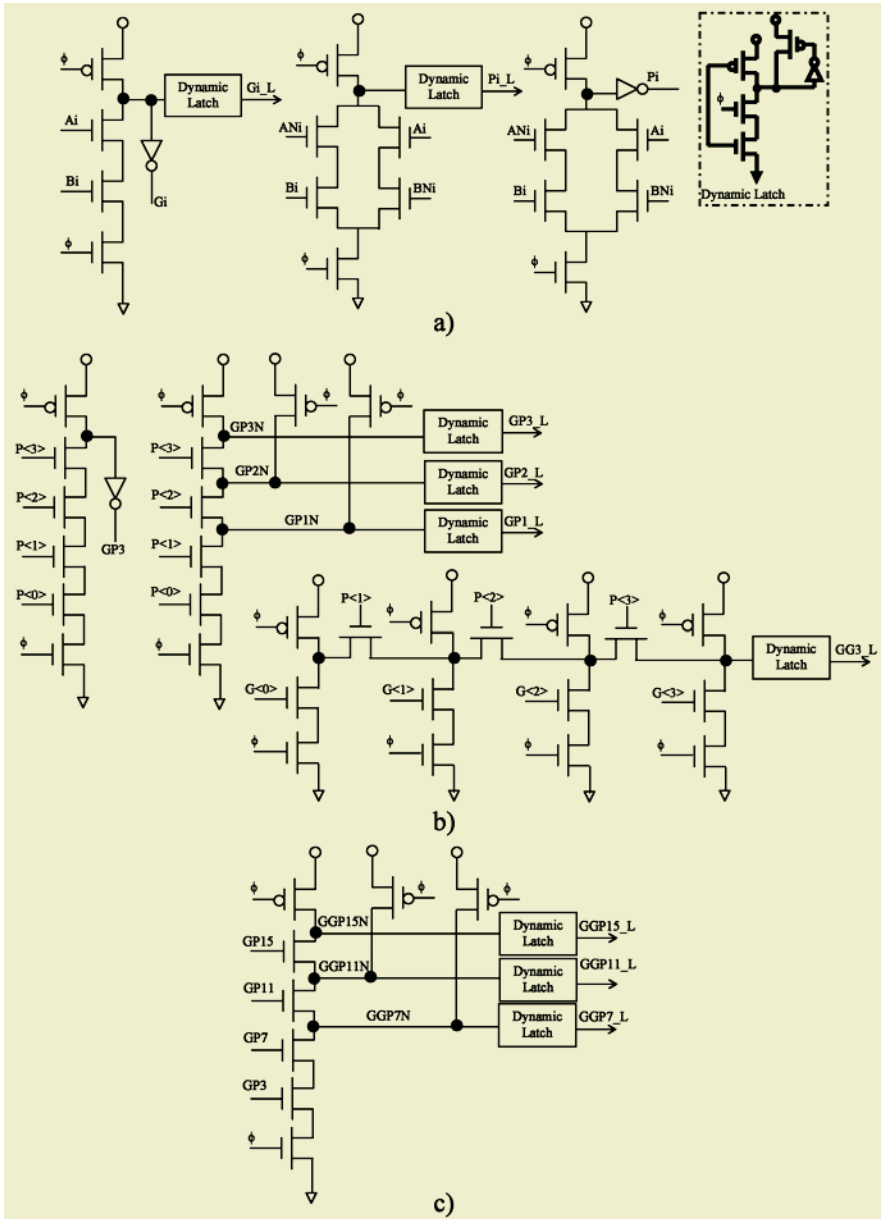 ϕ
Dynamic
Latch
Gi_L
Ai
Bi
Gi
ϕ
ϕ
Dynamic
Latch
Pi_L
ANi
Ai
Bi
BNi
ϕ
ϕ
Pi
ANi
Ai
Bi
BNi
ϕ
ϕ
Dynamic Latch
a)
ϕ
P<3>
P<2>
P<1>
P<0>
ϕ
GP3
ϕ
ϕ
ϕ
GP3N
Dynamic
Latch
GP3_L
P<3>
GP2N
Dynamic
Latch
GP2_L
P<2>
GP1N
Dynamic
Latch
GP1_L
P<1>
P<0>
ϕ
P<1>
P<2>
P<3>
ϕ
ϕ
ϕ
ϕ
Dynamic
Latch
GG3_L
G<0>
G<1>
G<2>
G<3>
ϕ
ϕ
ϕ
ϕ
b)
ϕ
ϕ
ϕ
GGP15N
Dynamic
Latch
GGP15_L
GP15
GGP11N
Dynamic
Latch
GGP11_L
GP11
GGP7N
Dynamic
Latch
GGP7_L
GP7
GP3
ϕ
c)